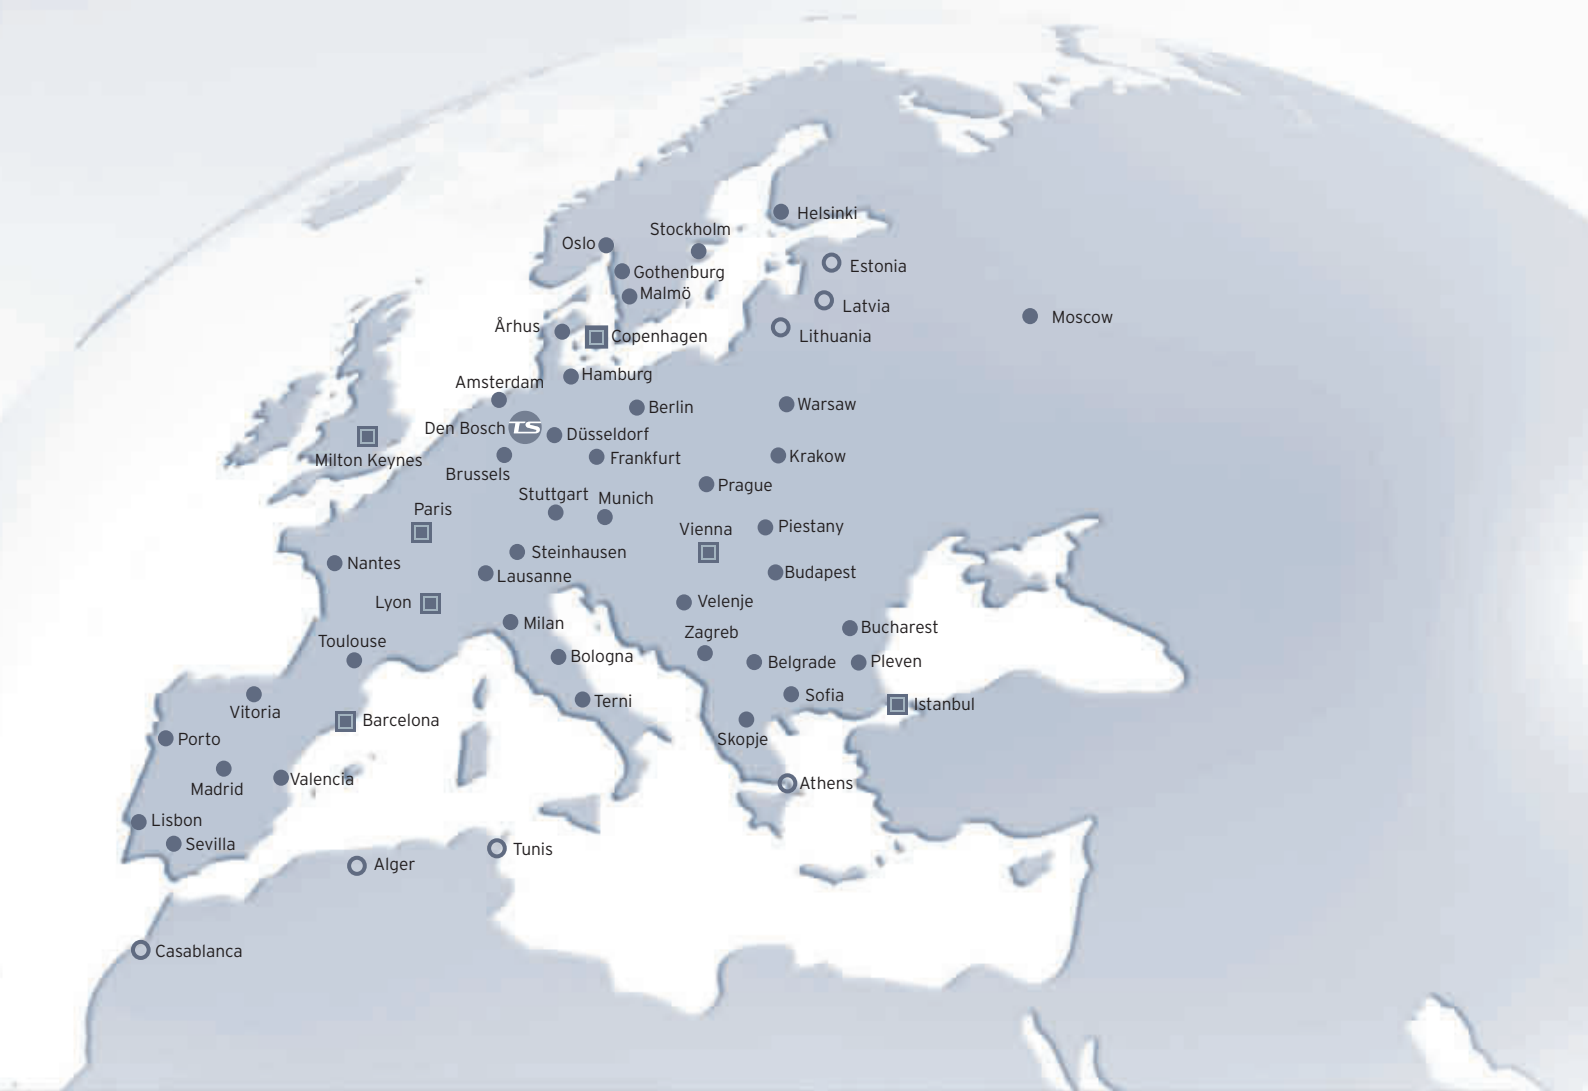 Helsinki
Stockholm
Oslo
Estonia
Gothenburg
Malmö
Latvia
Moscow
Århus
Copenhagen
Lithuania
Hamburg
Amsterdam
Berlin
Warsaw
Den Bosch
TS
Düsseldorf
Milton Keynes
Frankfurt
Krakow
Brussels
Prague
Stuttgart
Munich
Paris
Vienna
Piestany
Steinhausen
Nantes
Lausanne
Budapest
Lyon
Velenje
Milan
Bucharest
Zagreb
Toulouse
Bologna
Belgrade
Pleven
Sofia
Terni
Istanbul
Vitoria
Barcelona
Porto
Skopje
Valencia
Madrid
Athens
Lisbon
Sevilla
Tunis
Alger
Casablanca